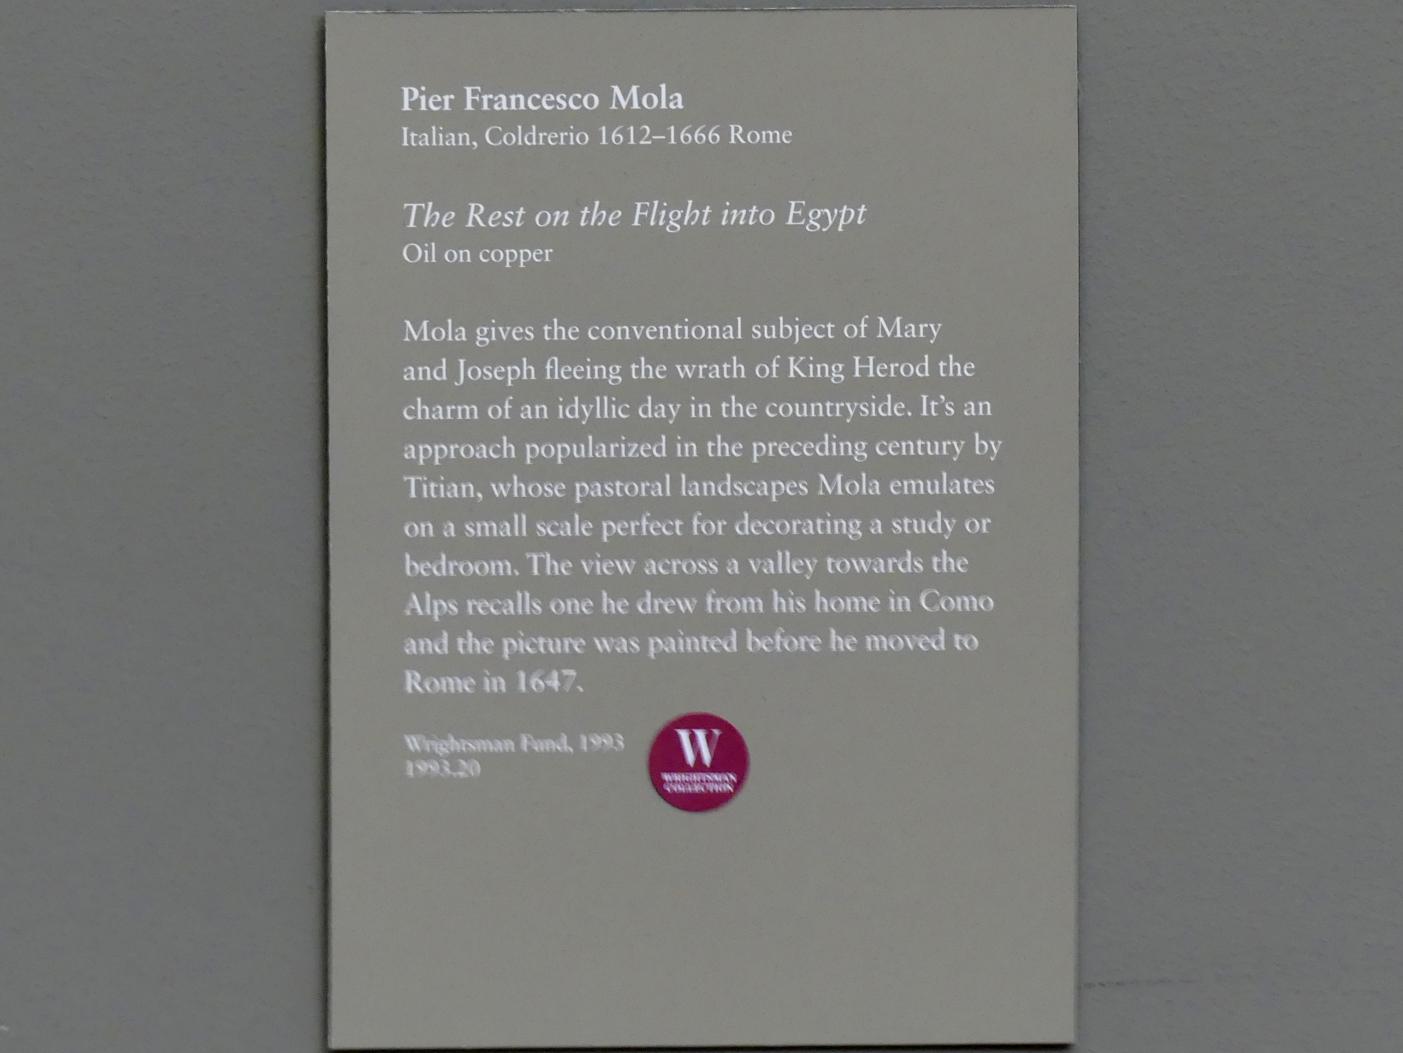 Pier Francesco Mola
Italian, Coldrerio 1612–1666 Rome
The Rest on the Flight into Egypt
Oil on copper
Mola gives the conventional subject of Mary
and Joseph fleeing the wrath of King Herod the
charm of an idyllic day in the countryside. It’s an
approach popularized in the preceding century by
Titian, whose pastoral landscapes Mola emulates
on a small scale perfect for decorating a study or
bedroom. The view across a valley towards the
Alps recalls one he drew from his home in Como
and the picture was painted before he moved to
Rome in 1647.
Wrightsman Fund, 1993
1993.20
W
WRIGHTSMAN
COLLECTION